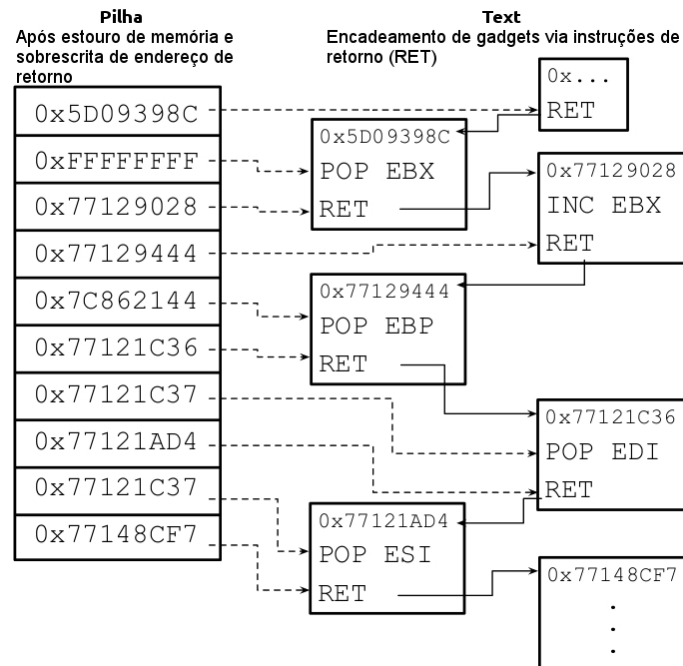 Pilha
Após estouro de memória e
sobrescrita de endereço de
retorno
0x5D09398C
0xFFFFFFFF
0x77129028
0x77129444
0x7C862144
0x77121C36
0x77121C37
0x77121AD4
0x77121C37
0x77148CF7
Text
Encadeamento de gadgets via instruções de
retorno (RET)
0x...
RET
0x5D09398C
POP EBX
RET
0x77129028
INC EBX
RET
0x77129444
POP EBP
RET
0x77121C36
POP EDI
RET
0x77121AD4
POP ESI
RET
0x77148CF7
.
.
.